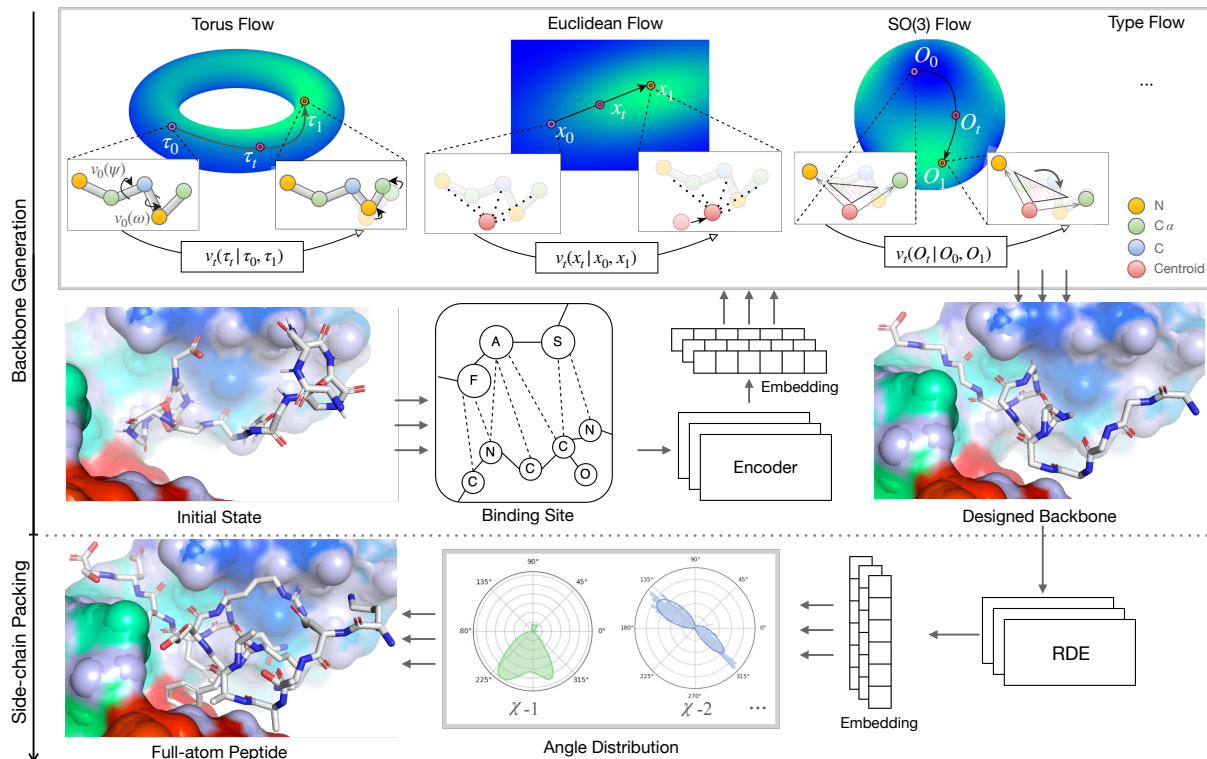 Torus Flow
Euclidean Flow
SO(3) Flow
Type Flow
τ₀
τₜ
τ₁
v₀(ψ)
v₀(ω)
vₜ(τₜ|τ₀, τ₁)
x₀
xₜ
x₁
vₜ(xₜ|x₀, x₁)
O₀
Oₜ
O₁
vₜ(Oₜ|O₀, O₁)
...
N
Cα
C
Centroid
Backbone Generation
Initial State
A
S
F
N
N
C
C
C
O
Binding Site
Encoder
Embedding
Designed Backbone
Side-chain Packing
Full-atom Peptide
90°
135°
45°
80°
0°
225°
315°
χ-1
90°
135°
45°
180°
0°
225°
315°
270°
χ-2
...
Angle Distribution
Embedding
RDE